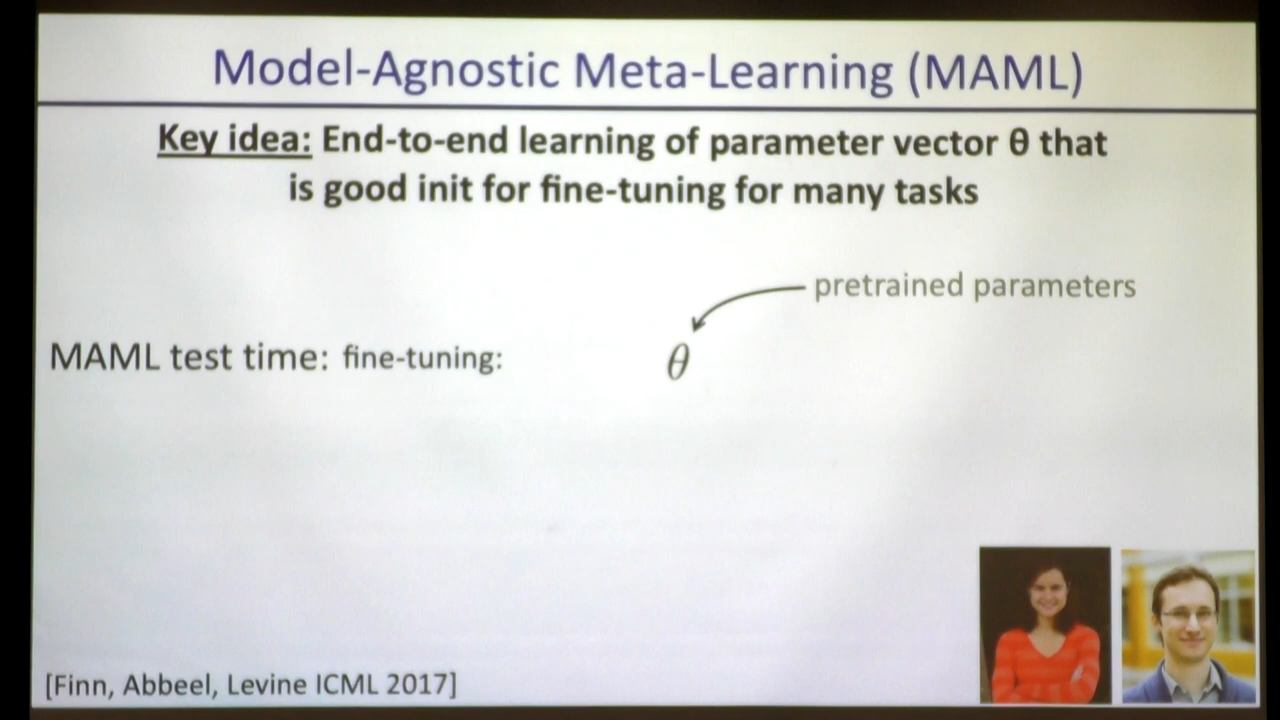 Model-Agnostic Meta-Learning (MAML)
Key idea: End-to-end learning of parameter vector θ that
is good init for fine-tuning for many tasks
pretrained parameters
MAML test time: fine-tuning: θ
[Finn, Abbeel, Levine ICML 2017]